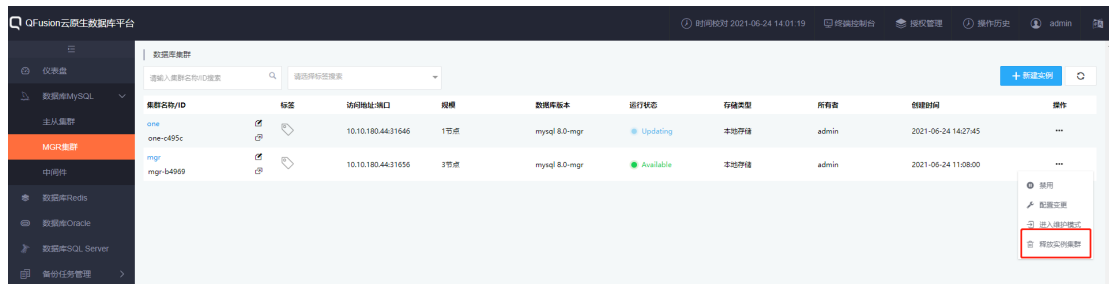 QFusion云原生数据库平台
时间校对 2021-06-24 14:01:19 终端控制台 授权管理 操作历史 admin
仪表盘
数据库MySQL
主从集群
MGR集群
中间件
数据库Redis
数据库Oracle
数据库SQL Server
备份任务管理
数据库集群
请输入集群名称/ID搜索 请选择标签搜索 + 新建实例
集群名称/ID 标签 访问地址:端口 规模 数据库版本 运行状态 存储类型 所有者 创建时间 操作
one
one-c495c 10.10.180.44:31646 1节点 mysql 8.0-mgr Updating 本地存储 admin 2021-06-24 14:27:45 •••
mgr
mgr-b4969 10.10.180.44:31656 3节点 mysql 8.0-mgr Available 本地存储 admin 2021-06-24 11:08:00 •••
禁用
配置变更
进入维护模式
释放实例集群